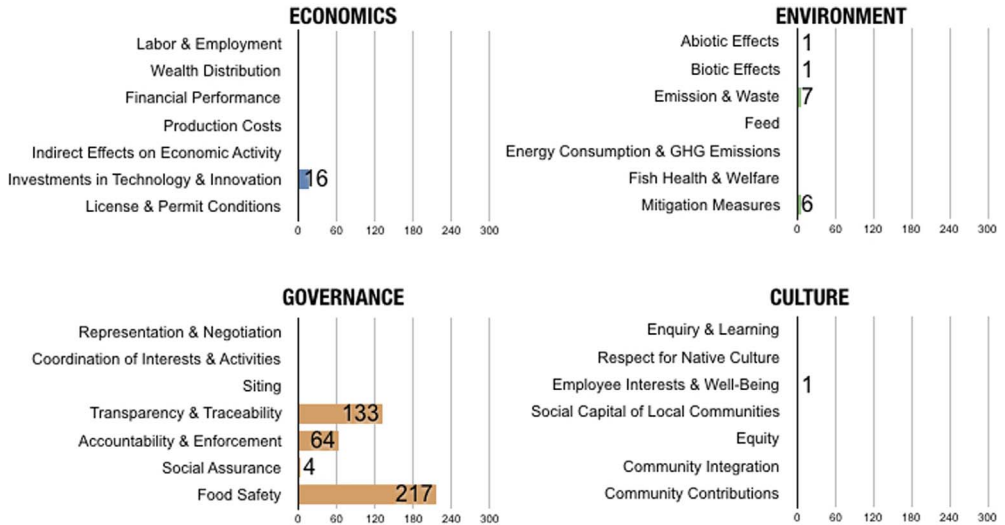 ECONOMICS
Labor & Employment
Wealth Distribution
Financial Performance
Production Costs
Indirect Effects on Economic Activity
Investments in Technology & Innovation 16
License & Permit Conditions
0 60 120 180 240 300
ENVIRONMENT
Abiotic Effects 1
Biotic Effects 1
Emission & Waste 7
Feed
Energy Consumption & GHG Emissions
Fish Health & Welfare
Mitigation Measures 6
0 60 120 180 240 300
GOVERNANCE
Representation & Negotiation
Coordination of Interests & Activities
Siting
Transparency & Traceability 133
Accountability & Enforcement 64
Social Assurance 4
Food Safety 217
0 60 120 180 240 300
CULTURE
Enquiry & Learning
Respect for Native Culture
Employee Interests & Well-Being 1
Social Capital of Local Communities
Equity
Community Integration
Community Contributions
0 60 120 180 240 300